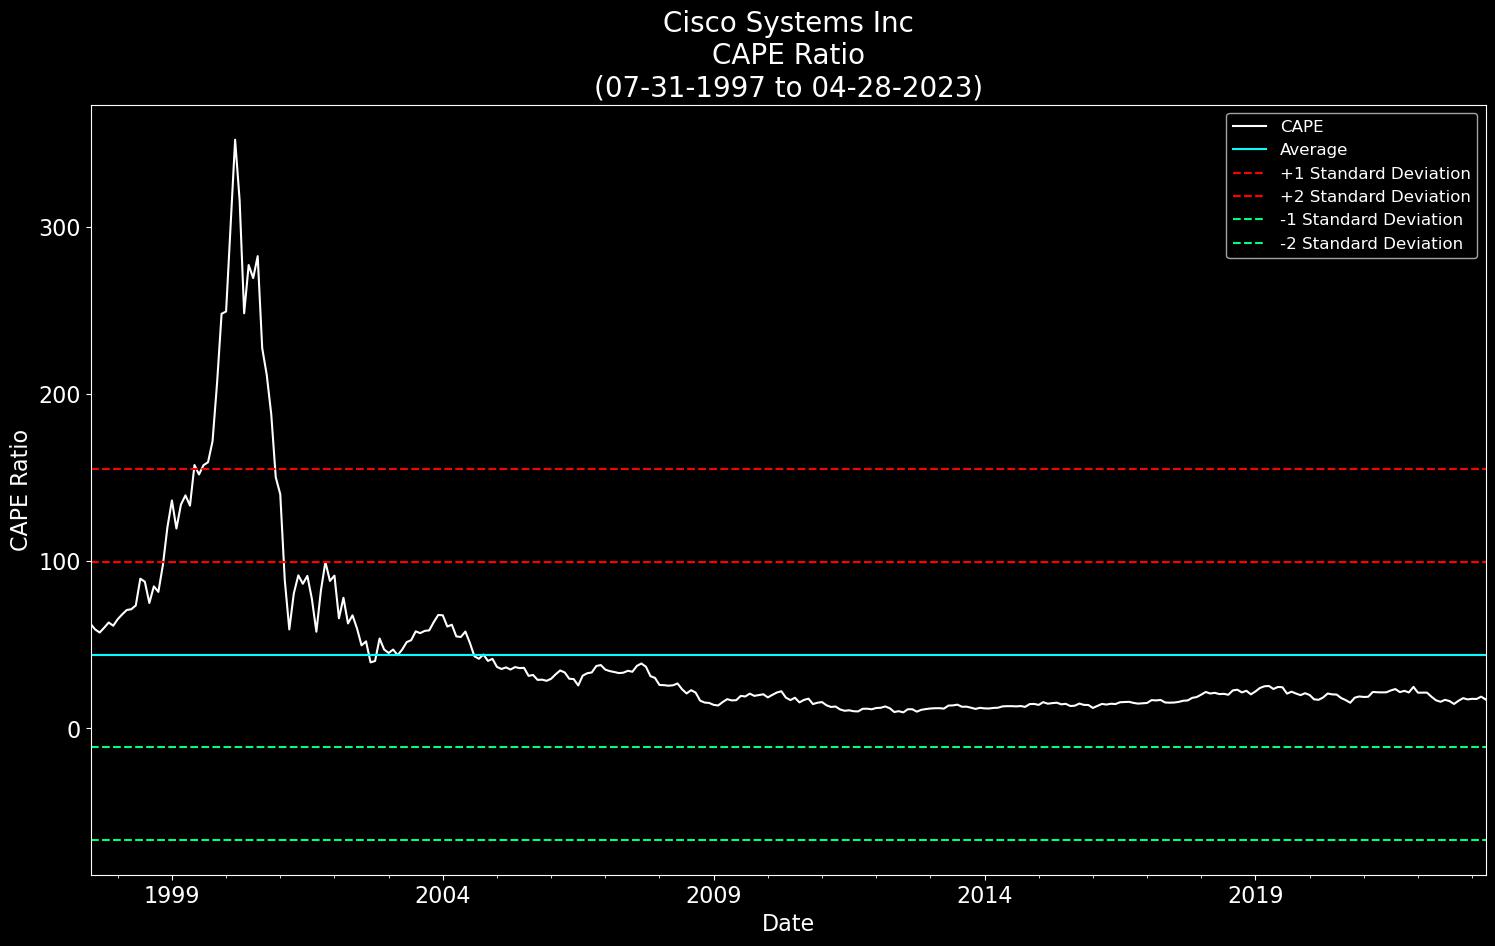 Cisco Systems Inc
CAPE Ratio
(07-31-1997 to 04-28-2023)
CAPE
Average
+1 Standard Deviation
+2 Standard Deviation
-1 Standard Deviation
-2 Standard Deviation
300
200
100
0
CAPE Ratio
1999
2004
2009
2014
2019
Date